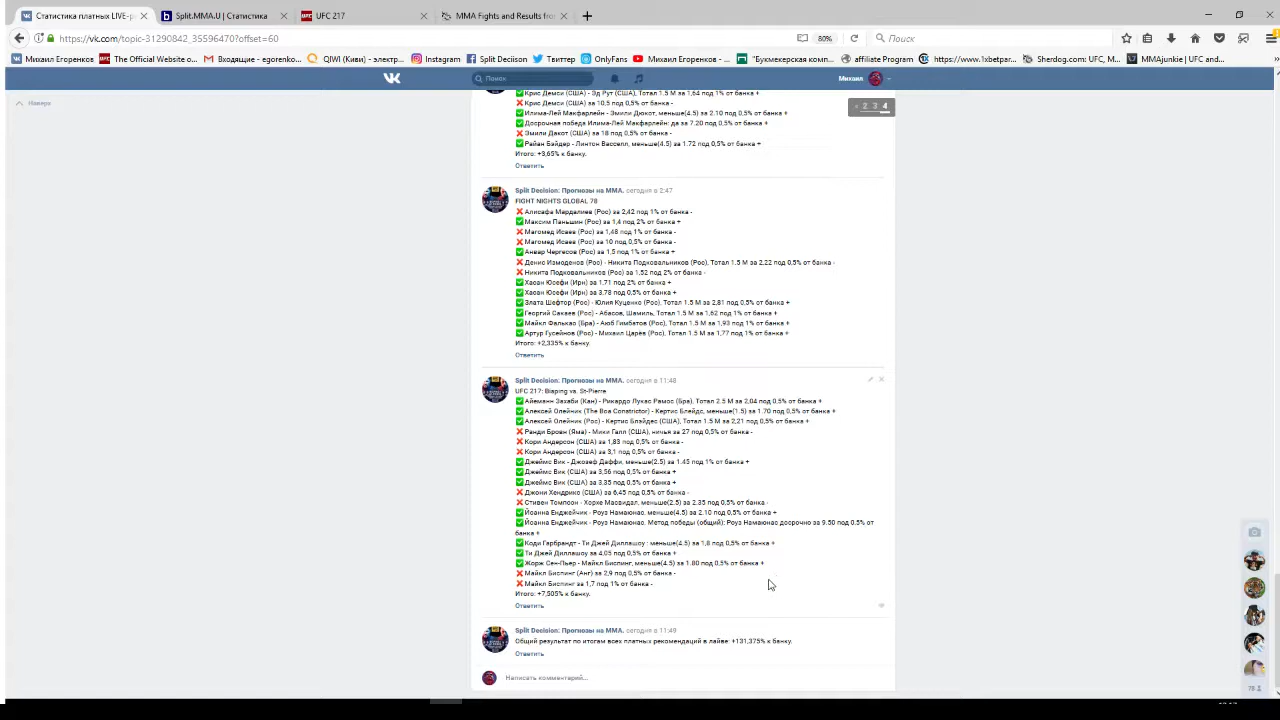 Статистика платных LIVE-р
Split.MMA.U | Статистика
UFC 217
MMA Fights and Results fro
https://vk.com/topic-31290842_35596470?offset=60
80%
Поиск
Михаил Егоренков
The Official Website o...
Входящие - egorenko...
QIWI (Киви) - электр...
Instagram
Split Deciison
Твиттер
OnlyFans
Михаил Егоренков - ...
"Букмекерская комп...
affiliate Program
https://www.1xbetpar...
Sherdog.com: UFC, M...
MMAjunkie | UFC and...
Поиск
Михаил
Наверх
« 2 3 4
Крис Демси (США) - Эд Рут (США), Тотал 1.5 М за 1,64 под 1% от банка +
Крис Демси (США) за 10,5 под 0.5% от банка -
Илима-Лей Макфарлейн - Эмили Дюкот, меньше(4.5) за 2.10 под 0,5% от банка +
Досрочная победа Илима-Лей Макфарлейн: да за 7.20 под 0,5% от банка +
Эмили Дакот (США) за 18 под 0,5% от банка -
Райан Бэйдер - Линтон Васселл, меньше(4.5) за 1.72 под 0,5% от банка +
Итого: +3,65% к банку.
Ответить
Split Decision: Прогнозы на ММА. сегодня в 2:47
FIGHT NIGHTS GLOBAL 78
Алисафа Мардалиев (Рос) за 2,42 под 1% от банка -
Максим Паньшин (Рос) за 1,4 под 2% от банка +
Магомед Исаев (Рос) за 1,48 под 1% от банка -
Магомед Исаев (Рос) за 10 под 0,5% от банка -
Анвар Чергесов (Рос) за 1,5 под 1% от банка +
Денис Измоденов (Рос) - Никита Подковальников (Рос), Тотал 1.5 М за 2,22 под 0,5% от банка -
Никита Подковальников (Рос) за 1,52 под 2% от банка -
Хасан Юсефи (Ирн) за 1.71 под 2% от банка +
Хасан Юсефи (Ирн) за 3.78 под 0,5% от банка +
Злата Шефтор (Рос) - Юлия Куценко (Рос). Тотал 1.5 М за 2,81 под 0,5% от банка +
Георгий Сакаев (Рос) - Абасов, Шамиль, Тотал 1.5 М за 1,62 под 1% от банка +
Майкл Фалькао (Бра) - Аюб Гимбатов (Рос), Тотал 1.5 М за 1,93 под 1% от банка +
Артур Гусейнов (Рос) - Михаил Царёв (Рос). Тотал 1.5 М за 1,77 под 1% от банка +
Итого: +2,335% к банку.
Ответить
Split Decision: Прогнозы на ММА. сегодня в 11:48
UFC 217: Bisping vs. St-Pierre
Айеманн Захаби (Кан) - Рикардо Лукас Рамос (Бра), Тотал 2.5 М за 2,04 под 0,5% от банка +
Алексей Олейник (The Boa Constrictor) - Кертис Блейдс, меньше(1.5) за 1.70 под 0,5% от банка +
Алексей Олейник (Рос) - Кертис Блэйдес (США), Тотал 1.5 М за 2,21 под 0,5% от банка +
Рэнди Браун (Яма) - Мики Галл (США), ничья за 27 под 0,5% от банка -
Кори Андерсон (США) за 1,83 под 0,5% от банка -
Кори Андерсон (США) за 3,1 под 0,5% от банка -
Джеймс Вик - Джозеф Даффи, меньше(2.5) за 1.45 под 1% от банка +
Джеймс Вик (США) за 3,56 под 0,5% от банка +
Джеймс Вик (США) за 3.35 под 0,5% от банка +
Джони Хендрикс (США) за 6,45 под 0,5% от банка -
Стивен Томпсон - Хорхе Масвидал, меньше(2.5) за 2.35 под 0,5% от банка -
Йоанна Енджейчик - Роуз Намаюнас. меньше(4.5) за 2.10 под 0,5% от банка +
Йоанна Енджейчик - Роуз Намаюнас. Метод победы (общий): Роуз Намаюнас досрочно за 9.50 под 0,5% от
банка +
Коди Гарбрандт - Ти Джей Диллашоу : меньше(4.5) за 1,8 под 0,5% от банка +
Ти Джей Диллашоу за 4,05 под 0,5% от банка +
Жорж Сен-Пьер - Майкл Биспинг, меньше(4.5) за 1.80 под 0,5% от банка +
Майкл Биспинг (Анг) за 2,9 под 0,5% от банка -
Майкл Биспинг за 1,7 под 1% от банка -
Итого: +7,505% к банку.
Ответить
Split Decision: Прогнозы на ММА. сегодня в 11:49
Общий результат по итогам всех платных рекомендаций в лайве: +131,375% к банку.
Ответить
Написать комментарий...
78